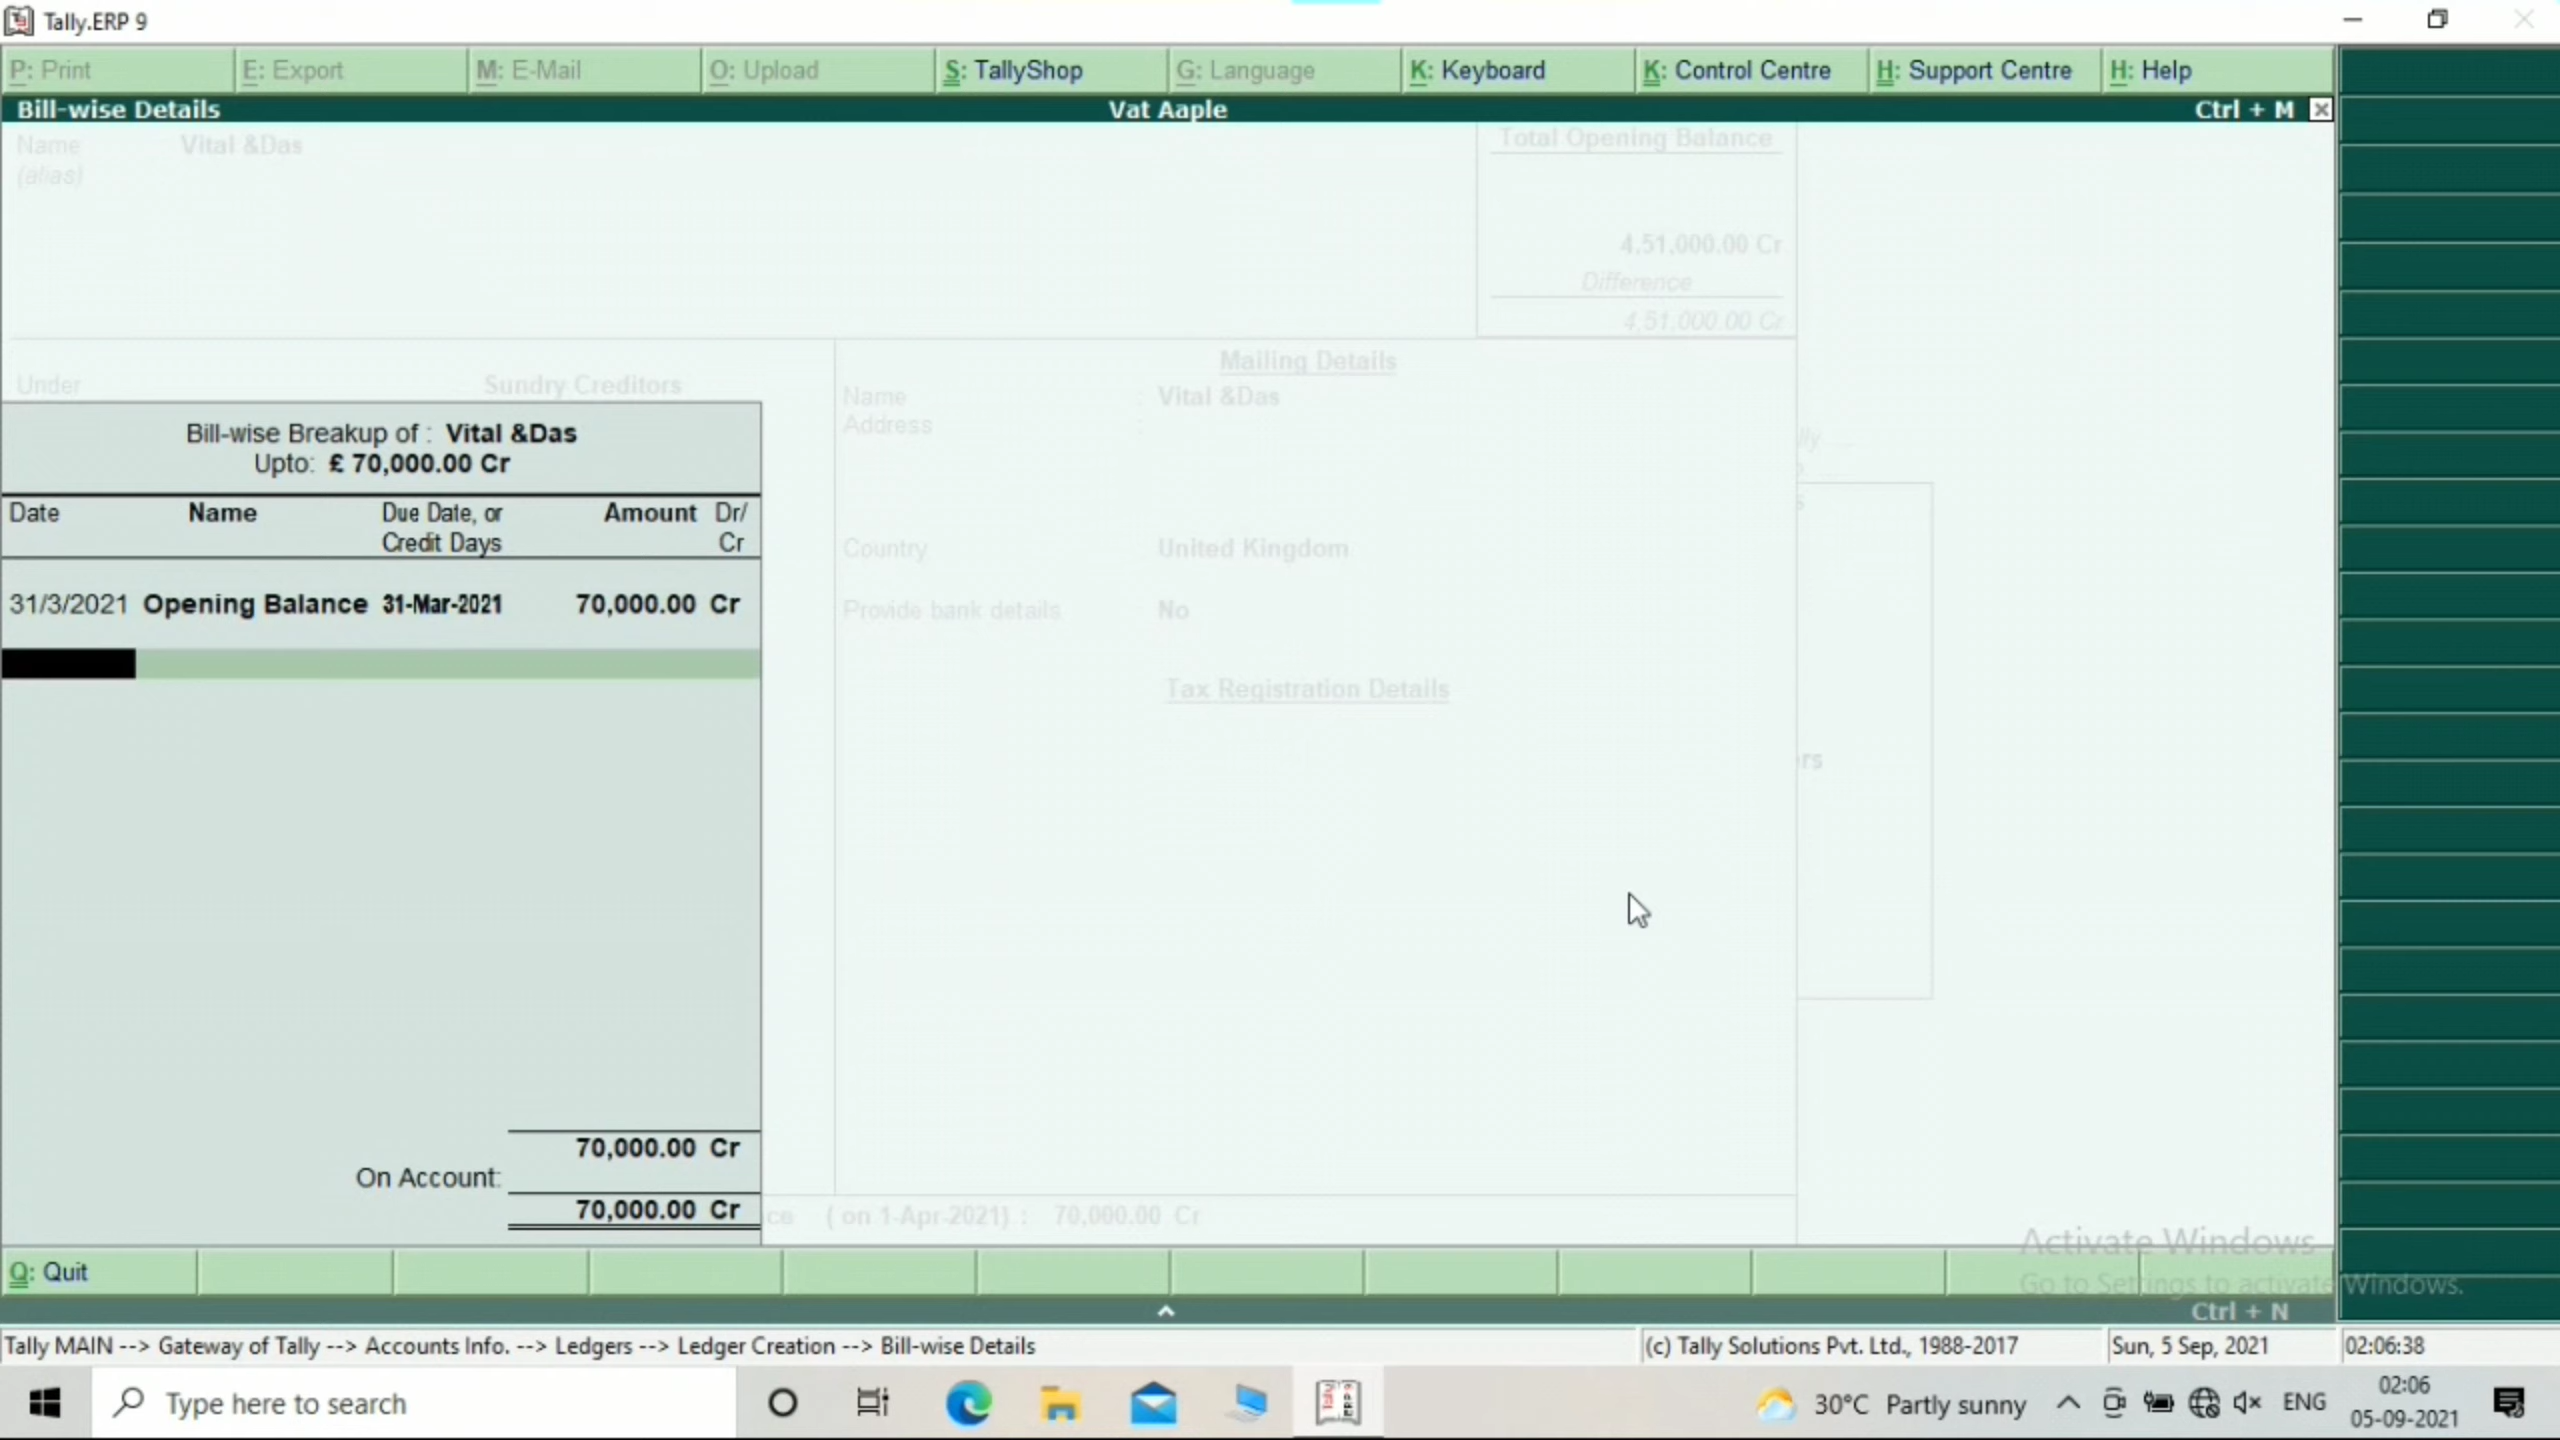 Tally.ERP 9
P: Print E: Export M: E-Mail O: Upload S: TallyShop G: Language K: Keyboard K: Control Centre H: Support Centre H: Help
Bill-wise Details Vat Aaple Ctrl + M
Name Vital &Das
(alias)
Total Opening Balance
4,51,000.00 Cr
Difference
4,51,000.00 Cr
Under Sundry Creditors
Mailing Details
Name : Vital &Das
Address :
Country : United Kingdom
Provide bank details : No
Tax Registration Details
Bill-wise Breakup of : Vital &Das
Upto: £ 70,000.00 Cr
Date Name Due Date, or Amount Dr/
Credit Days Cr
31/3/2021 Opening Balance 31-Mar-2021 70,000.00 Cr
70,000.00 Cr
On Account:
70,000.00 Cr
ce ( on 1-Apr-2021) : 70,000.00 Cr
Activate Windows
Go to Settings to activate Windows.
Q: Quit
Ctrl + N
Tally MAIN --> Gateway of Tally --> Accounts Info. --> Ledgers --> Ledger Creation --> Bill-wise Details (c) Tally Solutions Pvt. Ltd., 1988-2017 Sun, 5 Sep, 2021 02:06:38
Type here to search 30°C Partly sunny ENG 02:06
05-09-2021